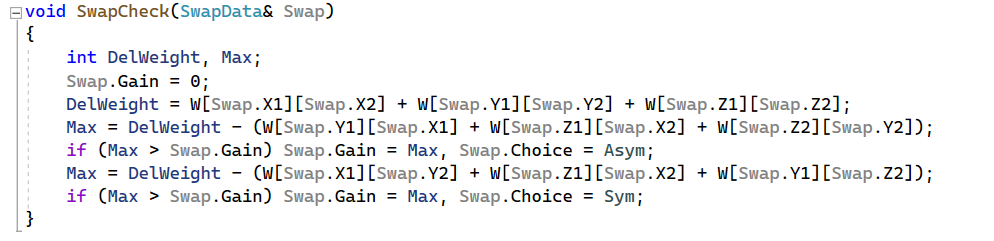 void SwapCheck(SwapData& Swap)
{
    int DelWeight, Max;
    Swap.Gain = 0;
    DelWeight = W[Swap.X1][Swap.X2] + W[Swap.Y1][Swap.Y2] + W[Swap.Z1][Swap.Z2];
    Max = DelWeight - (W[Swap.Y1][Swap.X1] + W[Swap.Z1][Swap.X2] + W[Swap.Z2][Swap.Y2]);
    if (Max > Swap.Gain) Swap.Gain = Max, Swap.Choice = Asym;
    Max = DelWeight - (W[Swap.X1][Swap.Y2] + W[Swap.Z1][Swap.X2] + W[Swap.Y1][Swap.Z2]);
    if (Max > Swap.Gain) Swap.Gain = Max, Swap.Choice = Sym;
}